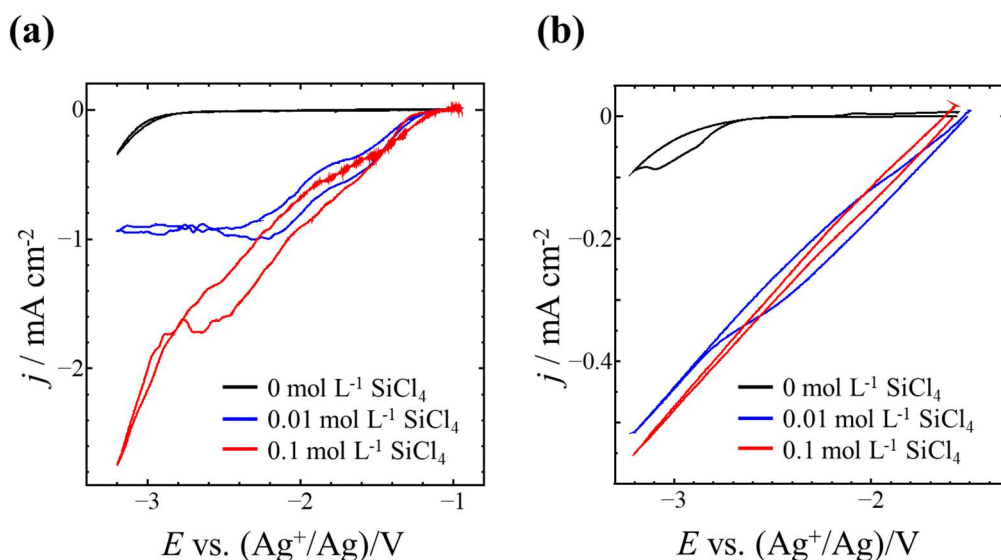 (a)
(b)
0
−1
−2
j / mA cm⁻²
0 mol L⁻¹ SiCl₄
0.01 mol L⁻¹ SiCl₄
0.1 mol L⁻¹ SiCl₄
−3
−2
−1
E vs. (Ag⁺/Ag)/V
0
−0.2
−0.4
j / mA cm⁻²
0 mol L⁻¹ SiCl₄
0.01 mol L⁻¹ SiCl₄
0.1 mol L⁻¹ SiCl₄
−3
−2
E vs. (Ag⁺/Ag)/V